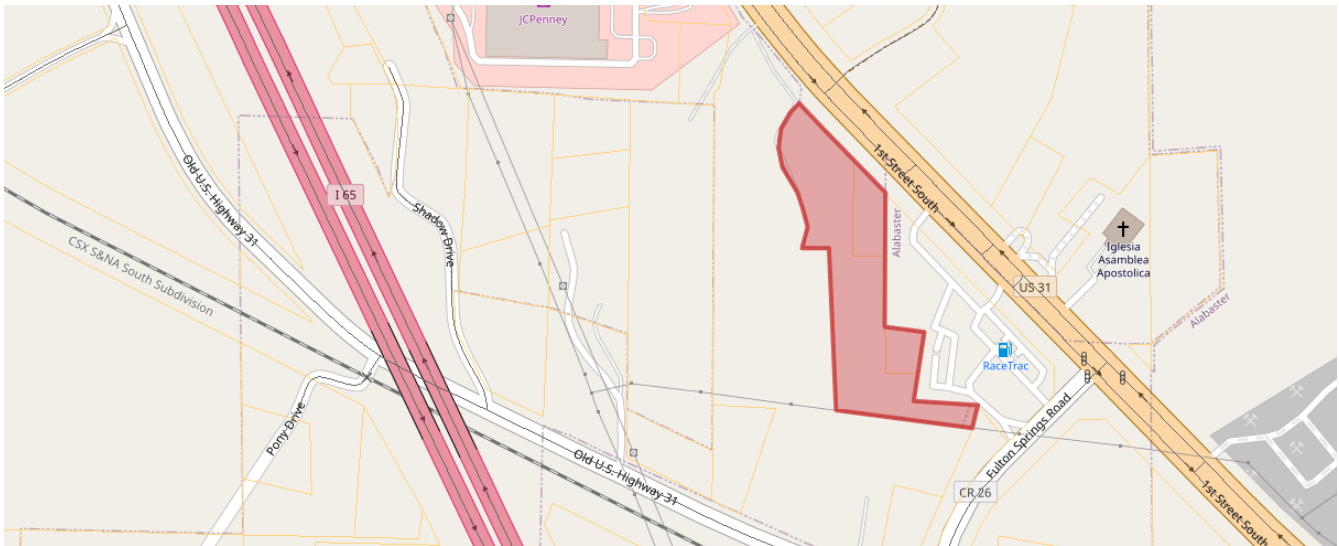 JCPenney
Old U.S. Highway 31
I 65
Shadow Drive
CSX S&NA South Subdivision
1st Street South
Alabaster
Iglesia
Asamblea
Apostolica
US 31
Alabaster
RaceTrac
Pony Drive
Old U.S. Highway 31
Fulton Springs Road
CR 26
1st Street South